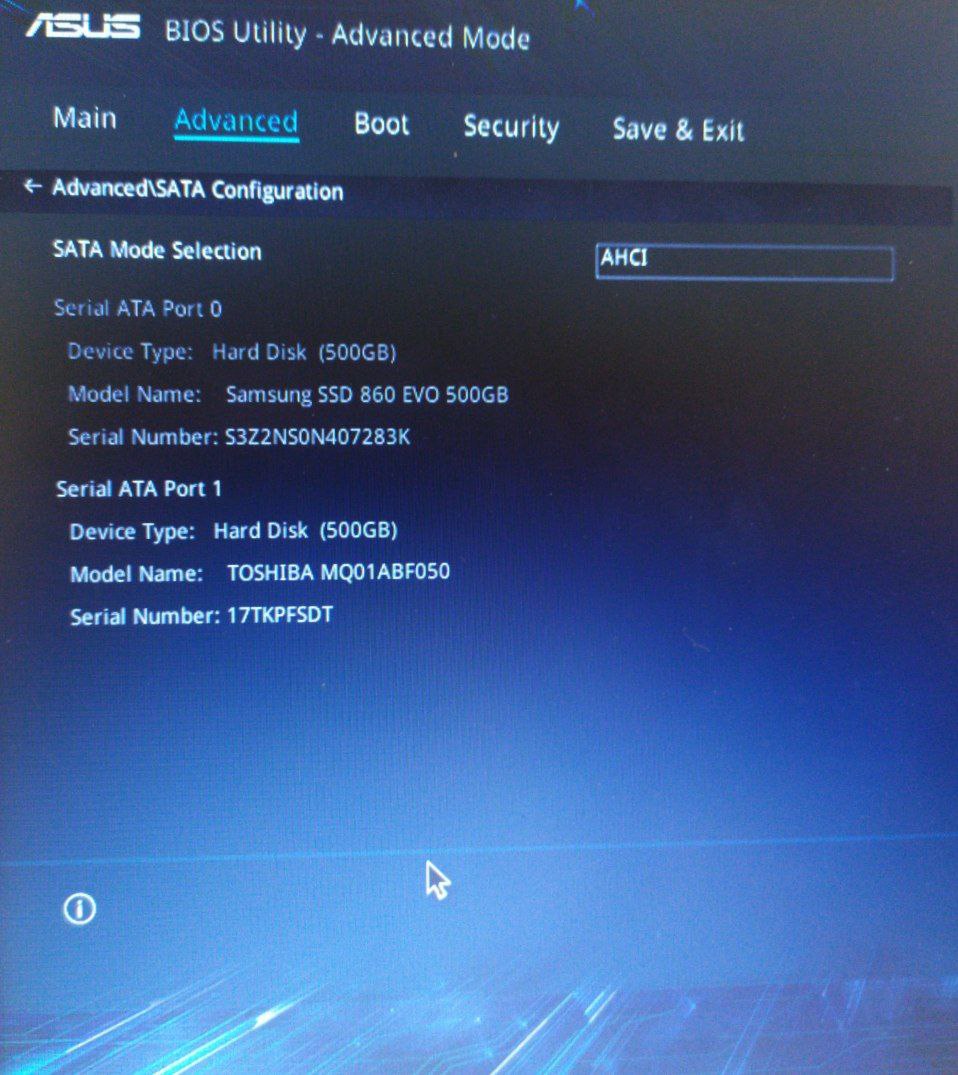 ASUS BIOS Utility - Advanced Mode
Main Advanced Boot Security Save & Exit
← Advanced\SATA Configuration
SATA Mode Selection AHCI
Serial ATA Port 0
Device Type: Hard Disk (500GB)
Model Name: Samsung SSD 860 EVO 500GB
Serial Number: S3Z2NS0N407283K
Serial ATA Port 1
Device Type: Hard Disk (500GB)
Model Name: TOSHIBA MQ01ABF050
Serial Number: 17TKPFSDT